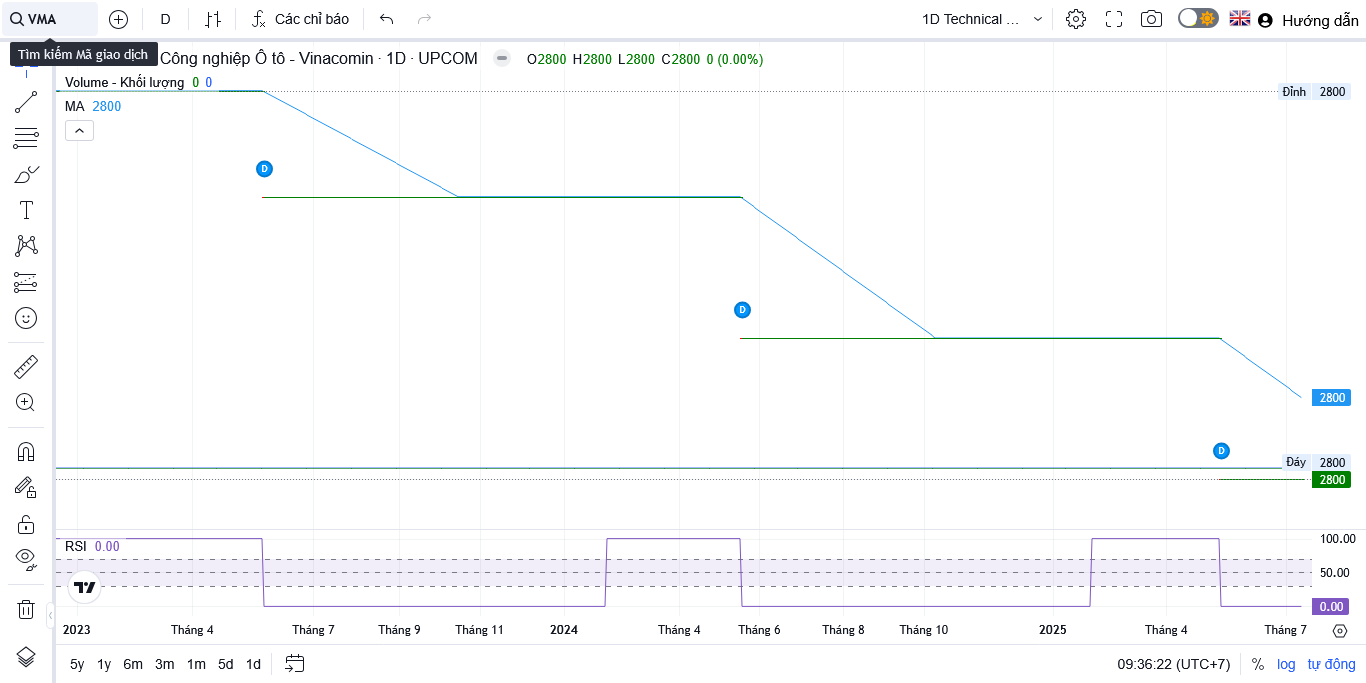 VMA D Các chỉ báo 1D Technical ... Hướng dẫn
Tìm kiếm Mã giao dịch Công nghiệp Ô tô - Vinacomin · 1D · UPCOM O2800 H2800 L2800 C2800 0 (0.00%)
Volume - Khối lượng 0 0
Đỉnh 2800
MA 2800
D
D
2800
D
Đáy 2800
2800
100.00
RSI 0.00
50.00
0.00
2023 Tháng 4 Tháng 7 Tháng 9 Tháng 11 2024 Tháng 4 Tháng 6 Tháng 8 Tháng 10 2025 Tháng 4 Tháng 7
5y 1y 6m 3m 1m 5d 1d 09:36:22 (UTC+7) % log tự động